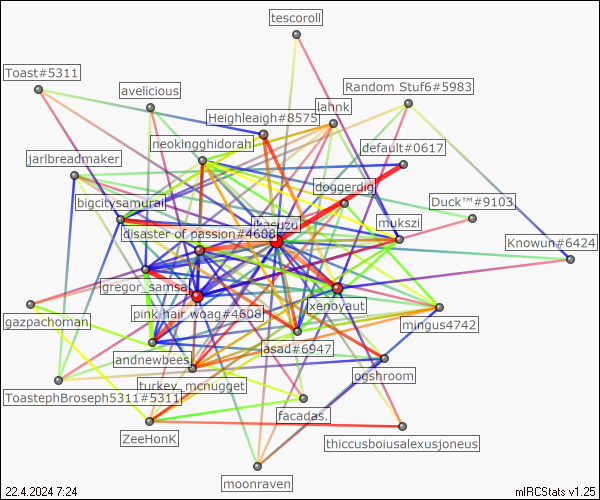 tescoroll
Toast#5311
avelicious
Random Stuf6#5983
lahnk
Heighleaigh#8575
neokingghidorah
default#0617
jarlbreadmaker
doggerdig
bigcitysamurai
Duck™#9103
ikasuzu
mukszi
disaster of passion#4608
Knowun#6424
gregor_samsa
xenoyaut
pink hair woag#4608
gazpachoman
mingus4742
asad#6947
andnewbees
ogshroom
turkey_mcnugget
ToastephBroseph5311#5311
facadas.
ZeeHonK
thiccusboiusalexusjoneus
moonraven
22.4.2024 7:24
mIRCStats v1.25